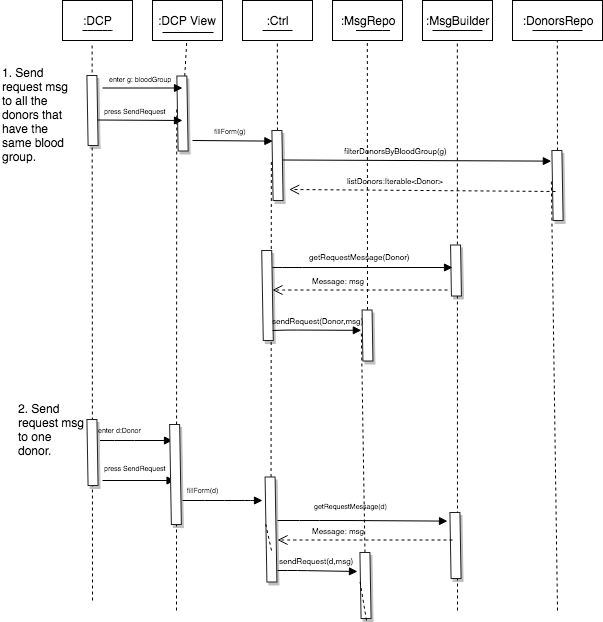 :DCP
:DCP View
:Ctrl
:MsgRepo
:MsgBuilder
:DonorsRepo
1. Send
request msg
to all the
donors that
have the
same blood
group.
enter g: bloodGroup
press SendRequest
fillForm(g)
filterDonorsByBloodGroup(g)
listDonors:Iterable<Donor>
getRequestMessage(Donor)
Message: msg
sendRequest(Donor,msg)
2. Send
request msg
to one
donor.
enter d:Donor
press SendRequest
fillForm(d)
getRequestMessage(d)
Message: msg
sendRequest(d,msg)